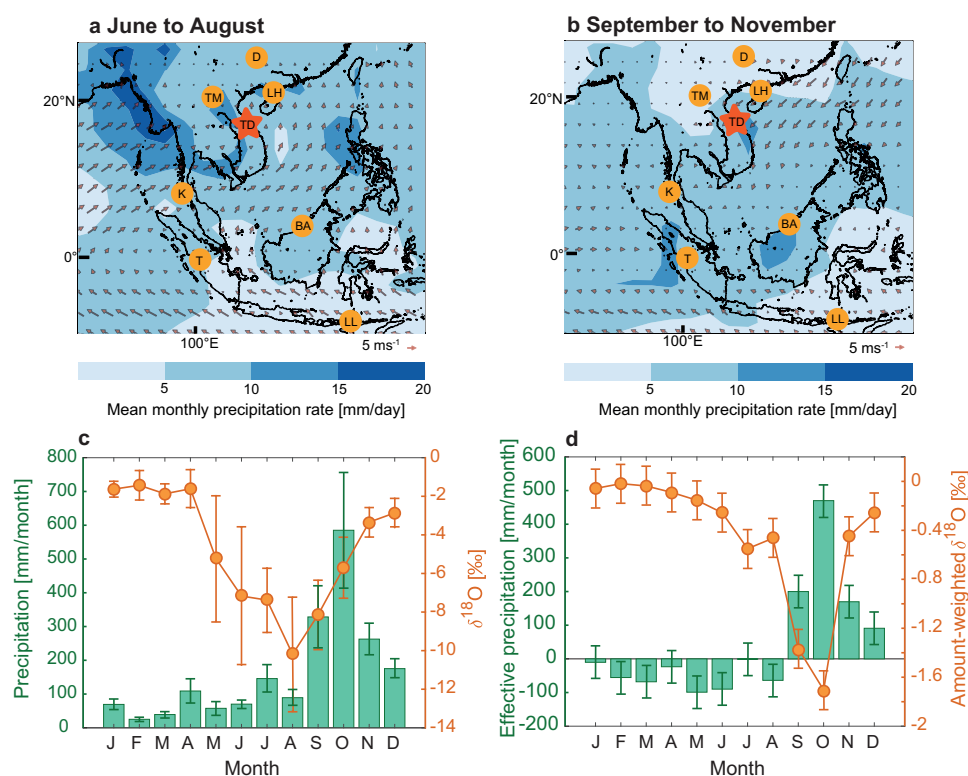 a June to August
20°N
0°
100°E
D
TM
LH
TD
K
BA
T
LL
5 ms⁻¹
5 10 15 20
Mean monthly precipitation rate [mm/day]
b September to November
20°N
0°
100°E
D
TM
LH
TD
K
BA
T
LL
5 ms⁻¹
5 10 15 20
Mean monthly precipitation rate [mm/day]
c
Precipitation [mm/month]
800
700
600
500
400
300
200
100
0
0
-2
-4
-6
-8
-10
-12
-14
δ¹⁸O [‰]
J F M A M J J A S O N D
Month
d
Effective precipitation [mm/month]
600
500
400
300
200
100
0
-100
-200
0
-0.4
-0.8
-1.2
-1.6
-2
Amount-weighted δ¹⁸O [‰]
J F M A M J J A S O N D
Month